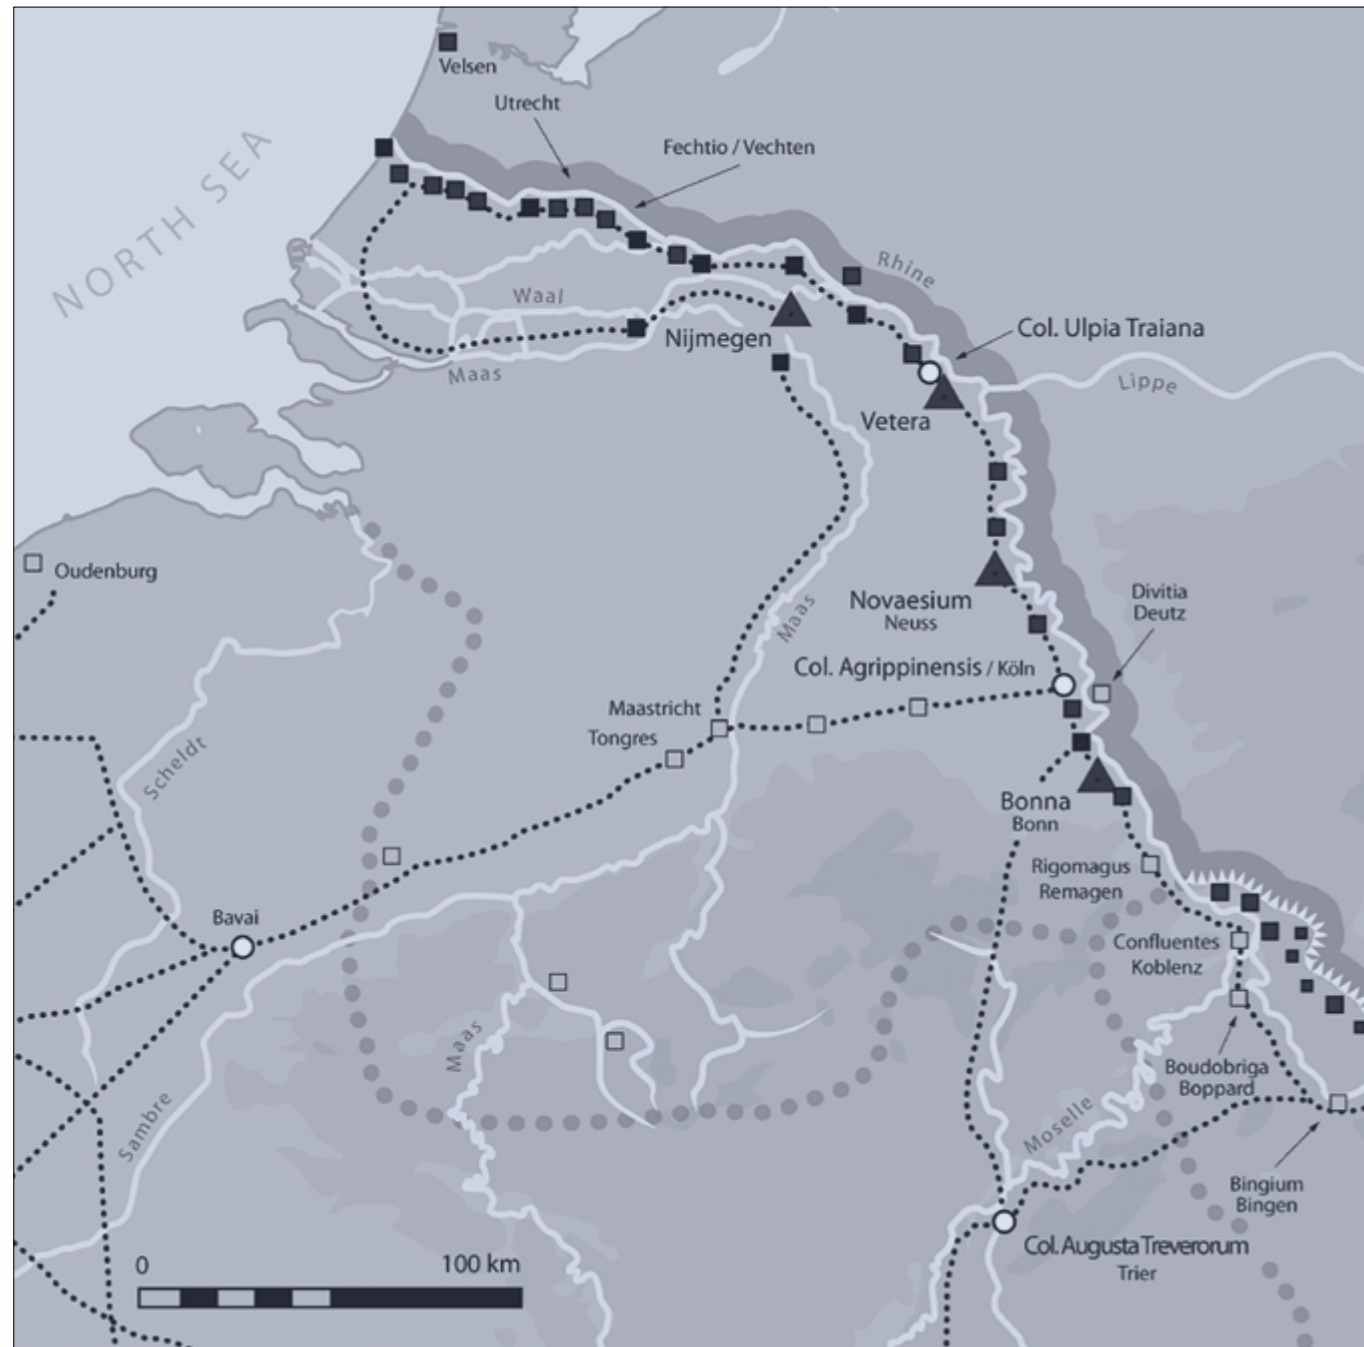 Velsen
Utrecht
Fechtio / Vechten
NORTH SEA
Rhine
Waal
Nijmegen
Col. Ulpia Traiana
Maas
Lippe
Vetera
Oudenburg
Novaesium
Neuss
Maas
Divitia
Deutz
Col. Agrippinensis / Köln
Maastricht
Tongres
Scheldt
Bonna
Bonn
Rigomagus
Remagen
Bavai
Confluentes
Koblenz
Maas
Boudobriga
Boppard
Sambre
Moselle
Bingium
Bingen
Col. Augusta Treverorum
Trier
0 100 km